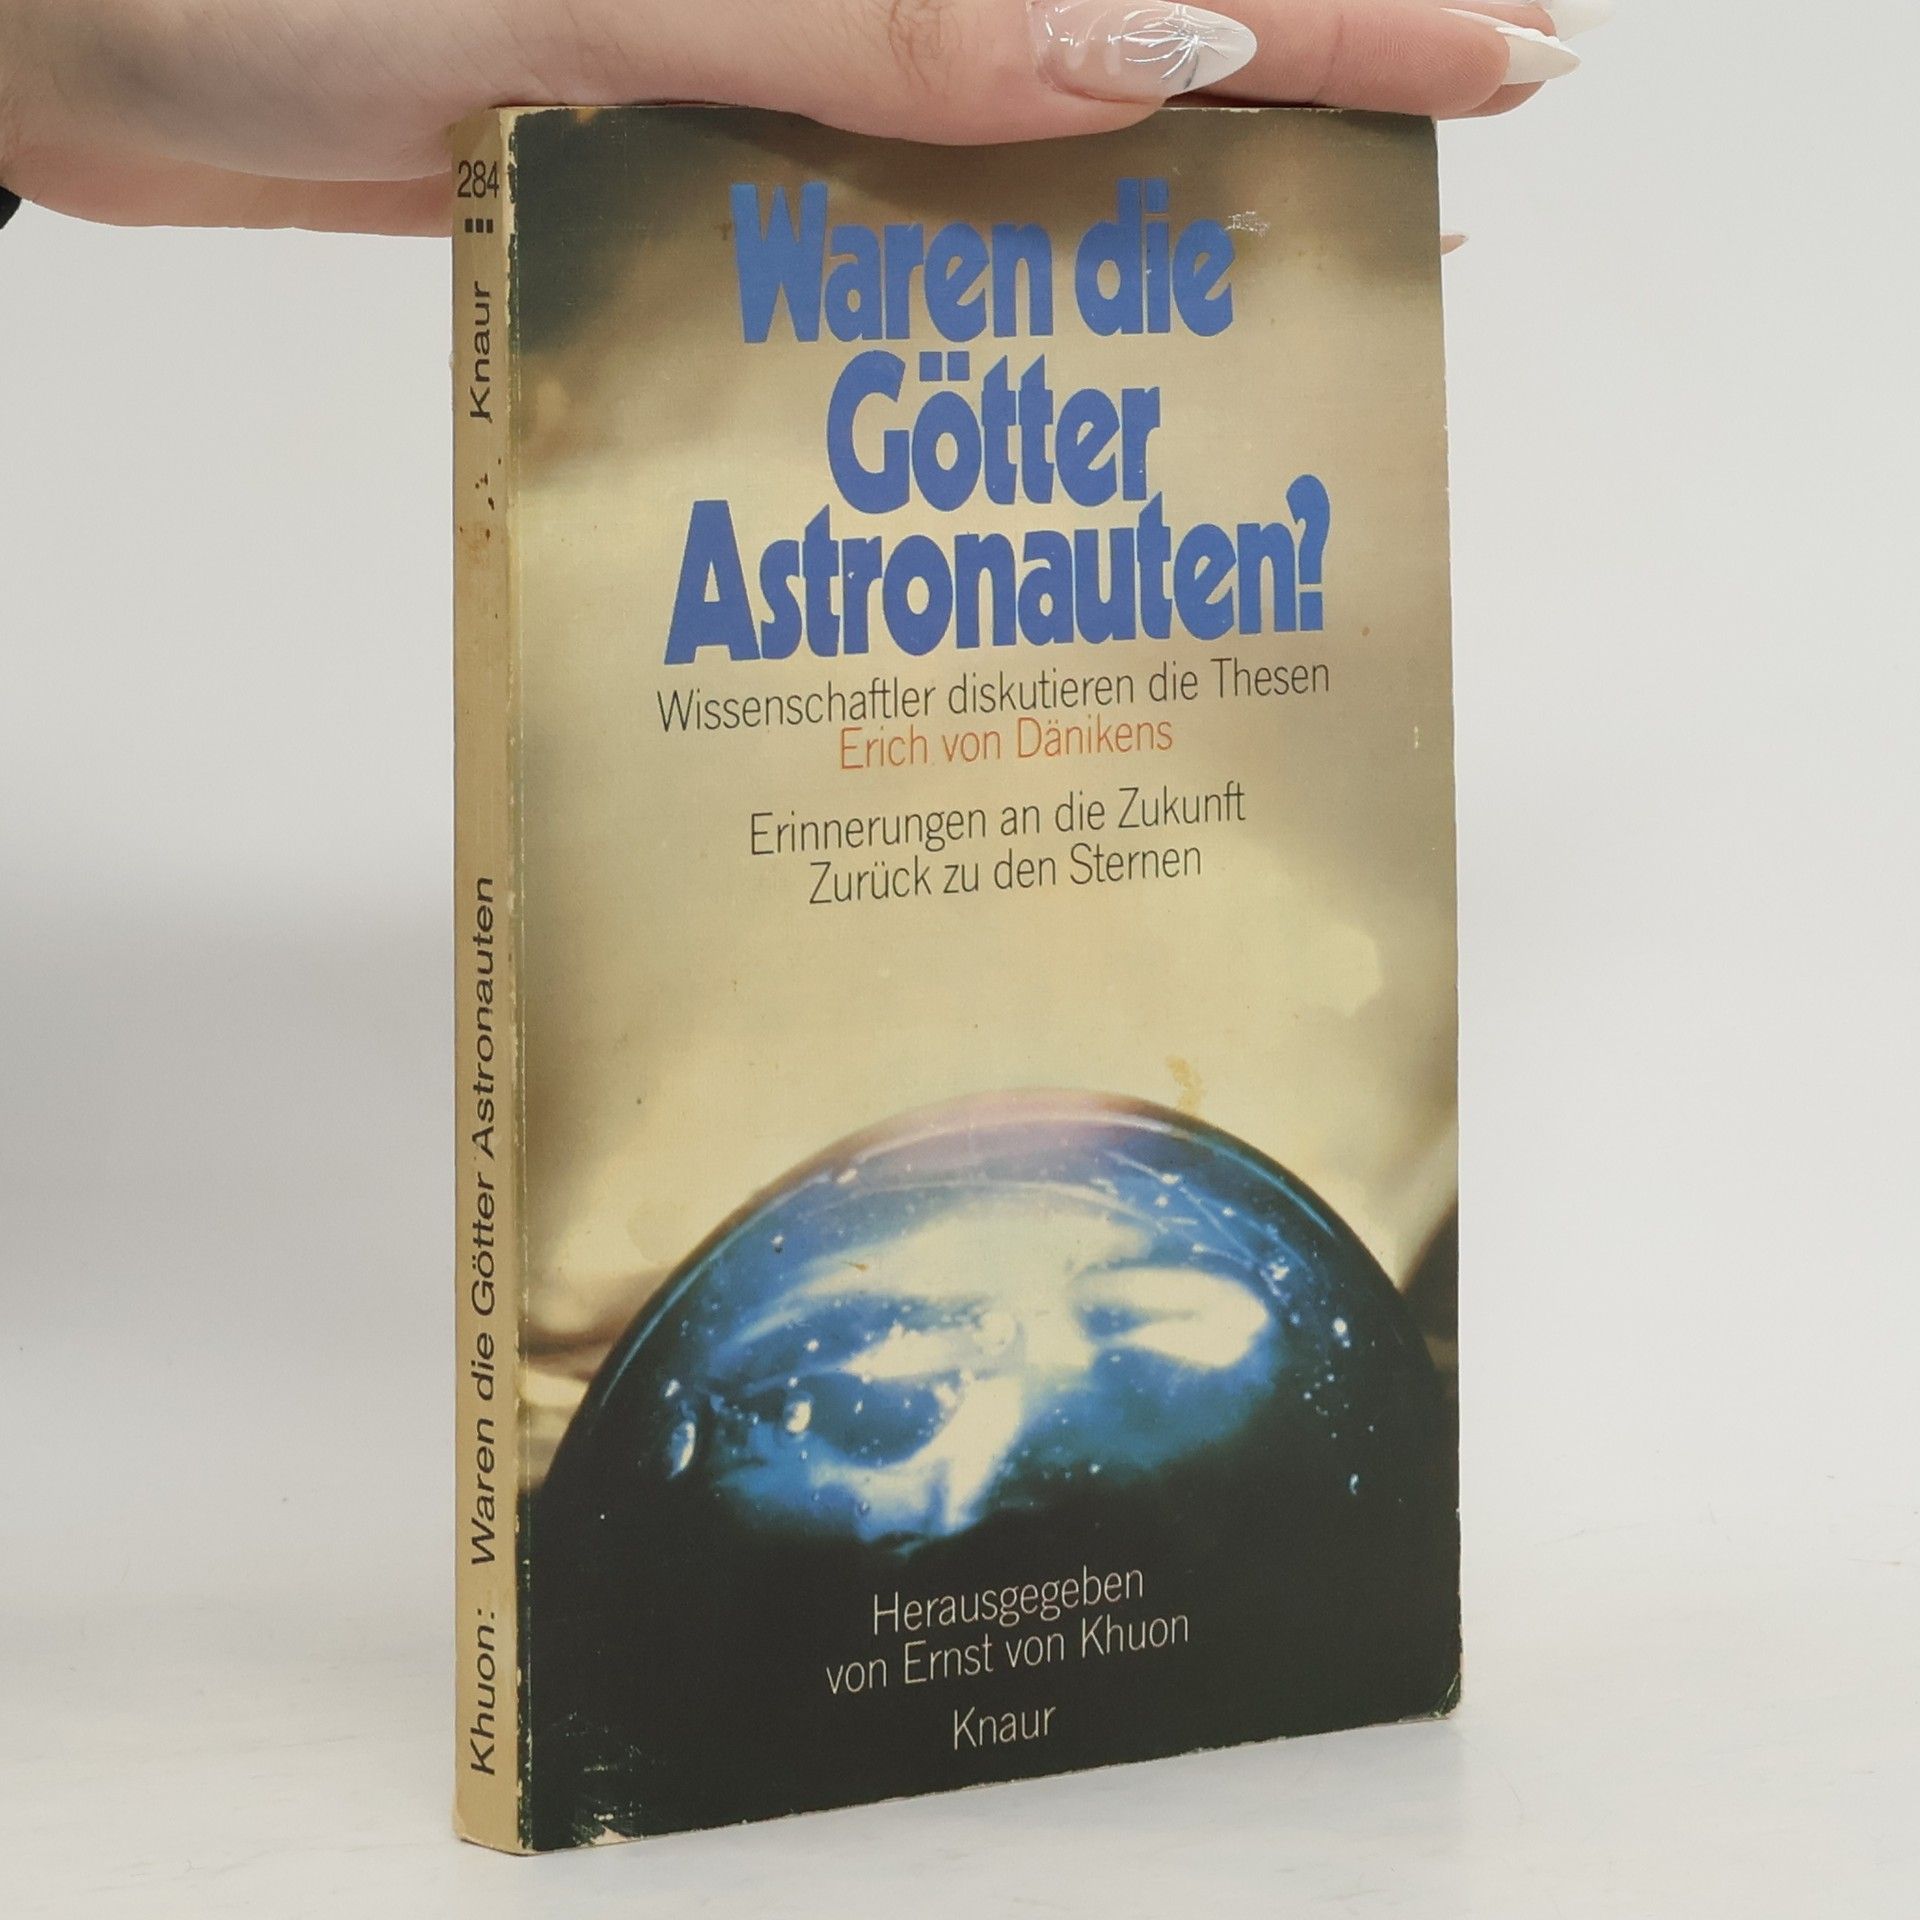 Waren die
Götter
Astronauten?
Wissenschaftler diskutieren die Thesen
Erich von Dänikens
Erinnerungen an die Zukunft
Zurück zu den Sternen
Herausgegeben
von Ernst von Khuon
Knaur
284
Khuon: Waren die Götter Astronauten Knaur